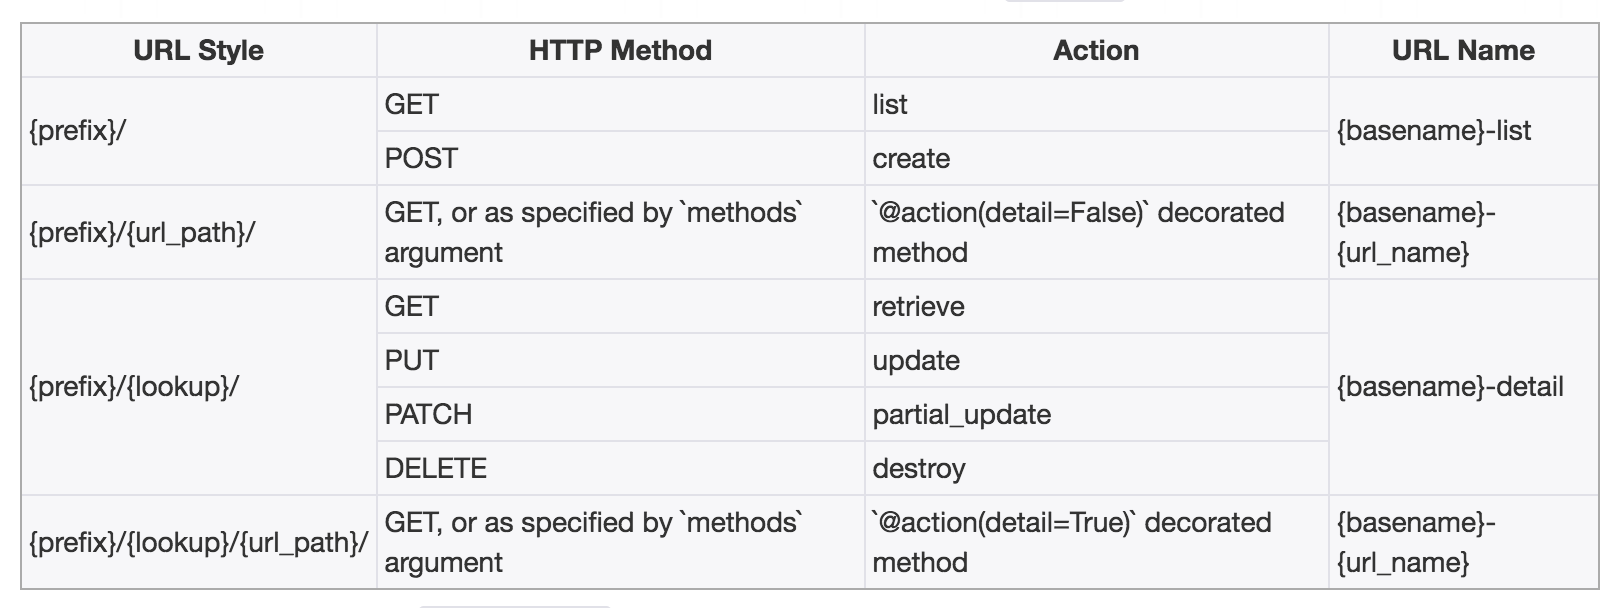 URL Style HTTP Method Action URL Name
{prefix}/ GET list {basename}-list
POST create
{prefix}/{url_path}/ GET, or as specified by `methods` argument `@action(detail=False)` decorated method {basename}-{url_name}
{prefix}/{lookup}/ GET retrieve {basename}-detail
PUT update
PATCH partial_update
DELETE destroy
{prefix}/{lookup}/{url_path}/ GET, or as specified by `methods` argument `@action(detail=True)` decorated method {basename}-{url_name}